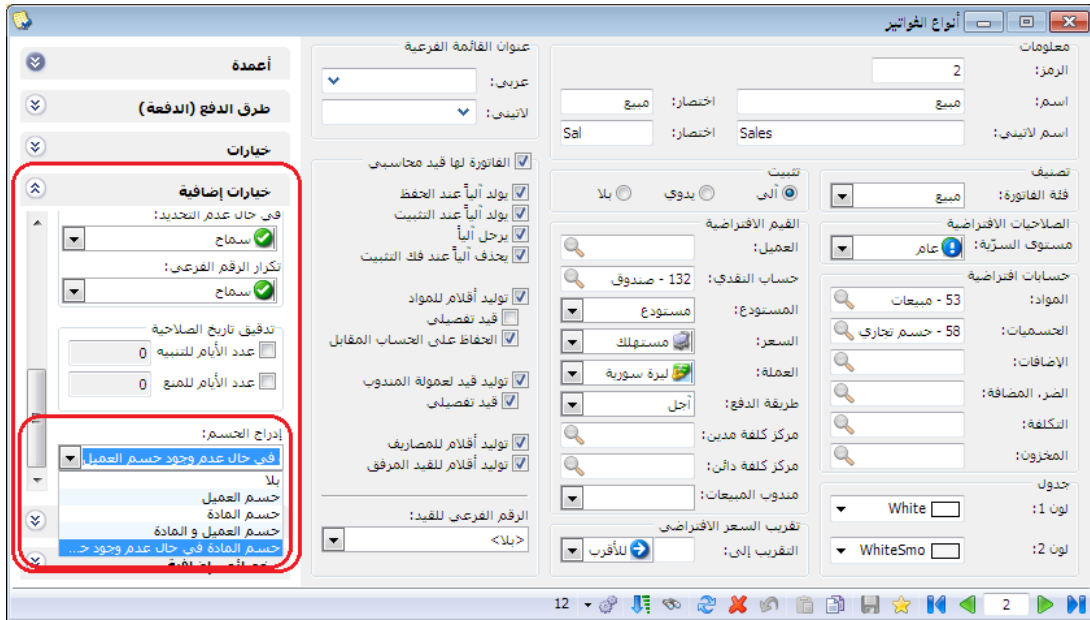 أنواع الفواتير
معلومات
الرمز: 2
اسم: مبيع اختصار: مبيع
اسم لاتيني: Sales اختصار: Sal
تصنيف
فئة الفاتورة: مبيع
الصلاحيات الافتراضية
مستوى السرّية: عام
حسابات افتراضية
المواد: 53 - مبيعات
الحسميات: 58 - حسم تجاري
الإضافات:
الضر. المضافة:
التكلفة:
المخزون:
جدول
لون 1: White
لون 2: WhiteSmo
تثبيت
آلي يدوي بلا
القيم الافتراضية
العميل:
حساب النقدي: 132 - صندوق
المستودع: مستودع
السعر: مستهلك
العملة: ليرة سورية
طريقة الدفع: آجل
مركز كلفة مدين:
مركز كلفة دائن:
مندوب المبيعات:
تقريب السعر الافتراضي
التقريب إلى: للأقرب
عنوان القائمة الفرعية
عربي:
لاتيني:
الفاتورة لها قيد محاسبي
يولد آلياً عند الحفظ
يولد آلياً عند التثبيت
يرحل آلياً
يحذف آلياً عند فك التثبيت
توليد أقلام للمواد
قيد تفصيلي
الحفاظ على الحساب المقابل
توليد قيد لعمولة المندوب
قيد تفصيلي
توليد أقلام للمصاريف
توليد أقلام للقيد المرفق
الرقم الفرعي للقيد:
<بلا>
أعمدة
طرق الدفع (الدفعة)
خيارات
خيارات إضافية
في حال عدم التحديد:
سماح
تكرار الرقم الفرعي:
سماح
تدقيق تاريخ الصلاحية
عدد الأيام للتنبيه 0
عدد الأيام للمنع 0
إدراج الحسم:
في حال عدم وجود حسم العميل
بلا
حسم العميل
حسم المادة
حسم العميل و المادة
حسم المادة في حال عدم وجود حـ...
12
2